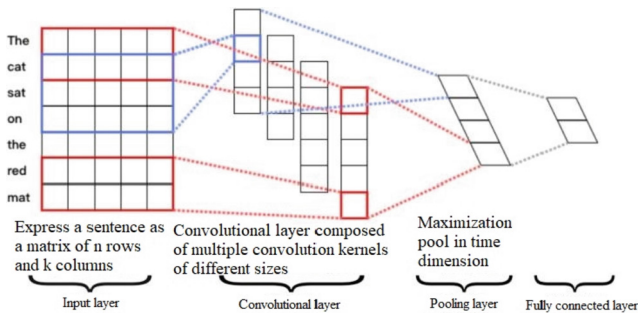 The
cat
sat
on
the
red
mat
Express a sentence as
a matrix of n rows
and k columns
Convolutional layer composed
of multiple convolution kernels
of different sizes
Maximization
pool in time
dimension
Input layer
Convolutional layer
Pooling layer
Fully connected layer